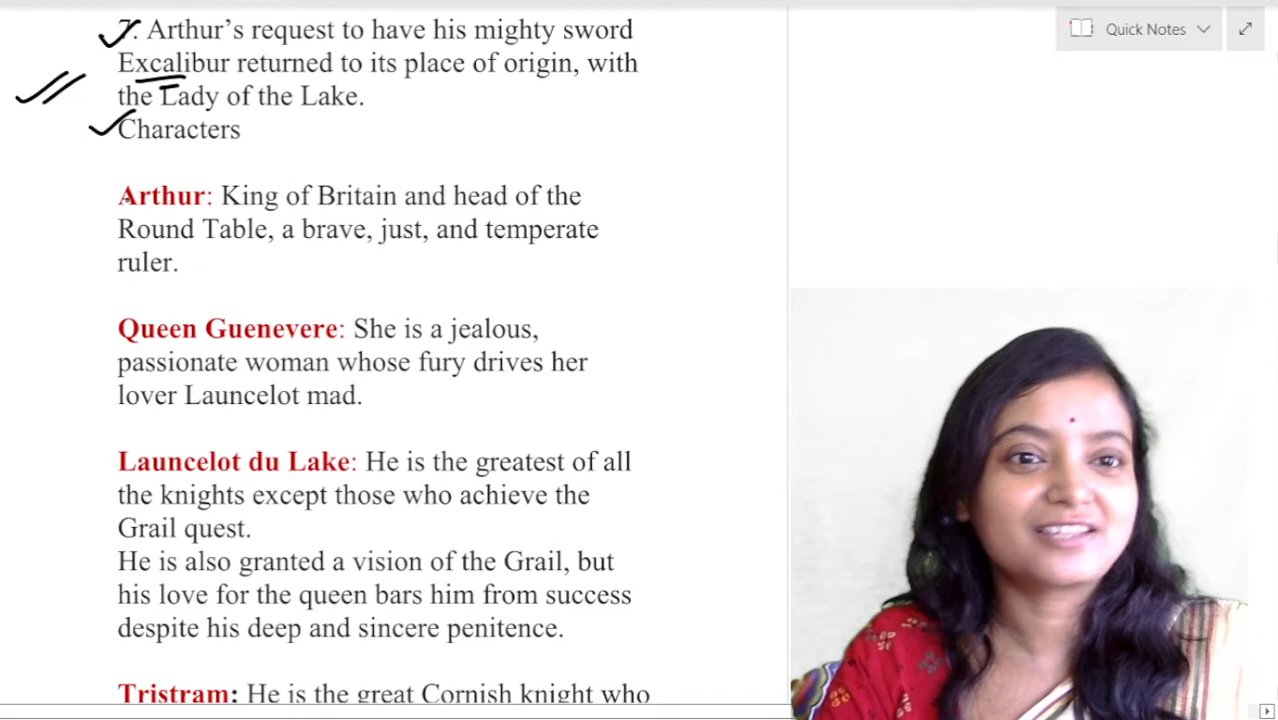 7. Arthur's request to have his mighty sword
Excalibur returned to its place of origin, with
the Lady of the Lake.
Characters
Arthur: King of Britain and head of the
Round Table, a brave, just, and temperate
ruler.
Queen Guenevere: She is a jealous,
passionate woman whose fury drives her
lover Launcelot mad.
Launcelot du Lake: He is the greatest of all
the knights except those who achieve the
Grail quest.
He is also granted a vision of the Grail, but
his love for the queen bars him from success
despite his deep and sincere penitence.
Tristram: He is the great Cornish knight who
Quick Notes